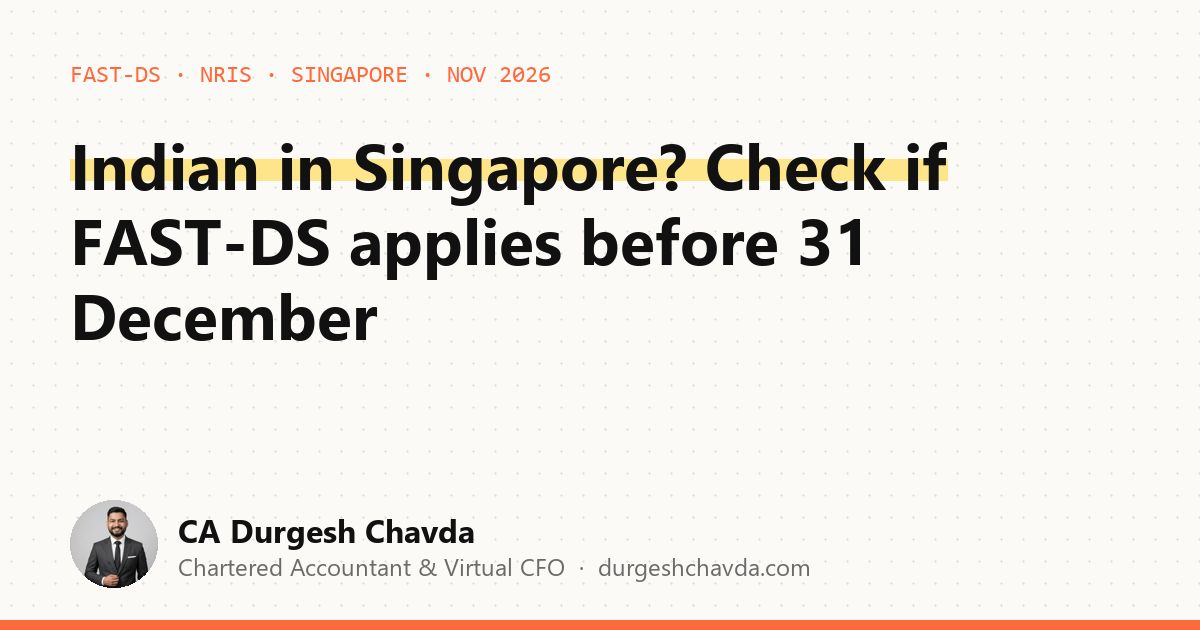 FAST-DS · NRIS · SINGAPORE · NOV 2026
Indian in Singapore? Check if
FAST-DS applies before 31
December
CA Durgesh Chavda
Chartered Accountant & Virtual CFO · durgeshchavda.com